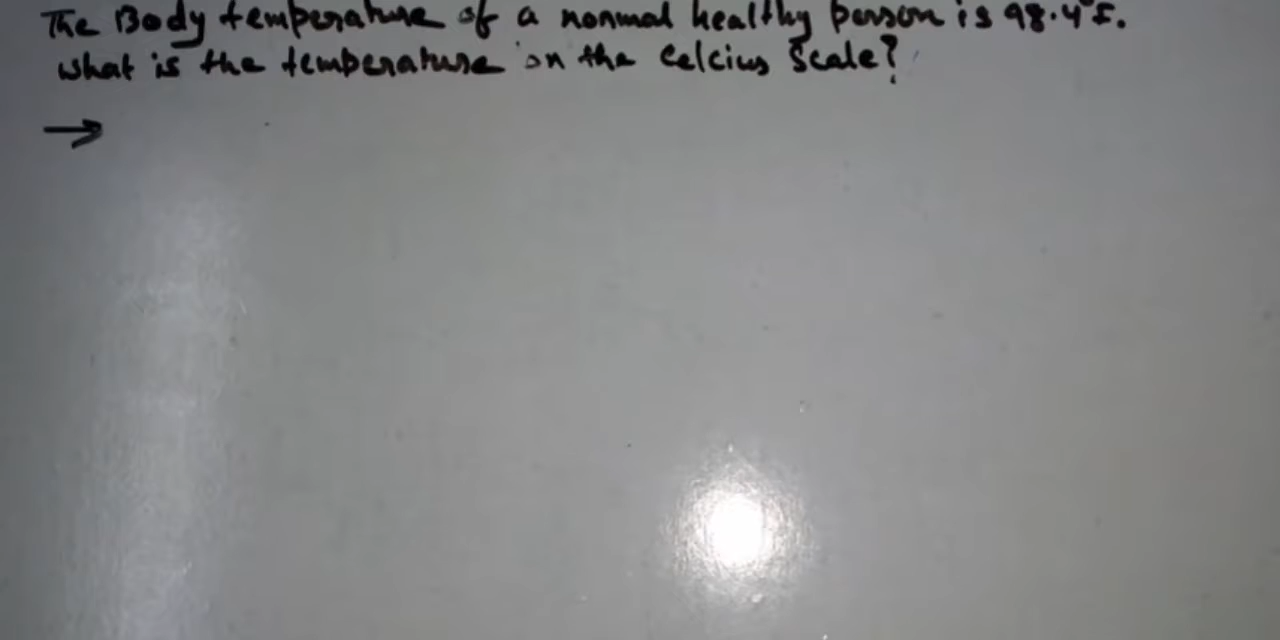 The Body temperature of a normal healthy person is 98.4°F.
what is the temperature on the Celcius Scale?
→